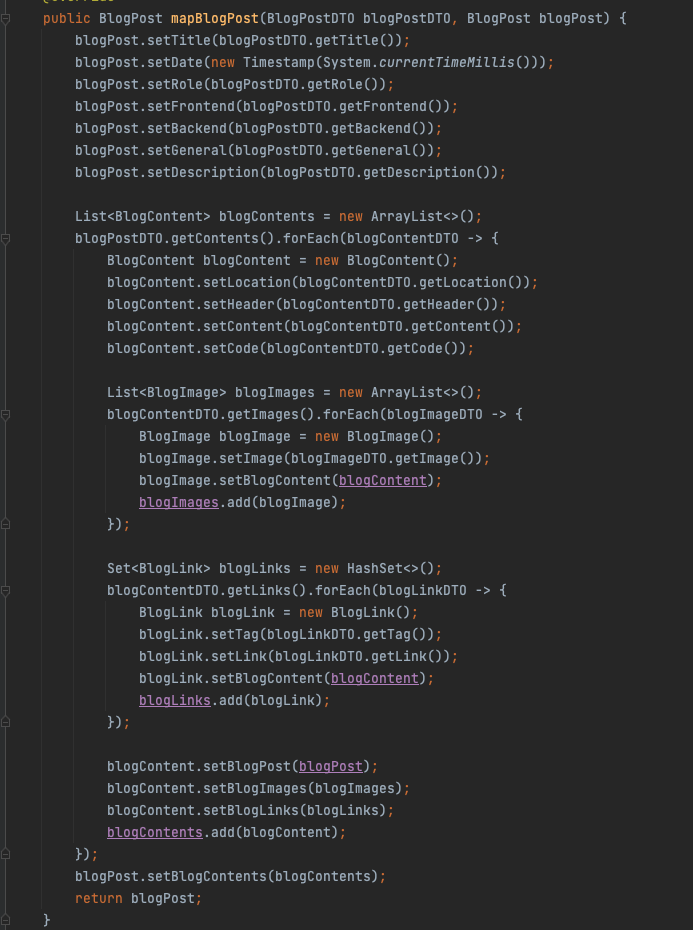 public BlogPost mapBlogPost(BlogPostDTO blogPostDTO, BlogPost blogPost) {
    blogPost.setTitle(blogPostDTO.getTitle());
    blogPost.setDate(new Timestamp(System.currentTimeMillis()));
    blogPost.setRole(blogPostDTO.getRole());
    blogPost.setFrontend(blogPostDTO.getFrontend());
    blogPost.setBackend(blogPostDTO.getBackend());
    blogPost.setGeneral(blogPostDTO.getGeneral());
    blogPost.setDescription(blogPostDTO.getDescription());

    List<BlogContent> blogContents = new ArrayList<>();
    blogPostDTO.getContents().forEach(blogContentDTO -> {
        BlogContent blogContent = new BlogContent();
        blogContent.setLocation(blogContentDTO.getLocation());
        blogContent.setHeader(blogContentDTO.getHeader());
        blogContent.setContent(blogContentDTO.getContent());
        blogContent.setCode(blogContentDTO.getCode());

        List<BlogImage> blogImages = new ArrayList<>();
        blogContentDTO.getImages().forEach(blogImageDTO -> {
            BlogImage blogImage = new BlogImage();
            blogImage.setImage(blogImageDTO.getImage());
            blogImage.setBlogContent(blogContent);
            blogImages.add(blogImage);
        });

        Set<BlogLink> blogLinks = new HashSet<>();
        blogContentDTO.getLinks().forEach(blogLinkDTO -> {
            BlogLink blogLink = new BlogLink();
            blogLink.setTag(blogLinkDTO.getTag());
            blogLink.setLink(blogLinkDTO.getLink());
            blogLink.setBlogContent(blogContent);
            blogLinks.add(blogLink);
        });

        blogContent.setBlogPost(blogPost);
        blogContent.setBlogImages(blogImages);
        blogContent.setBlogLinks(blogLinks);
        blogContents.add(blogContent);
    });
    blogPost.setBlogContents(blogContents);
    return blogPost;
}